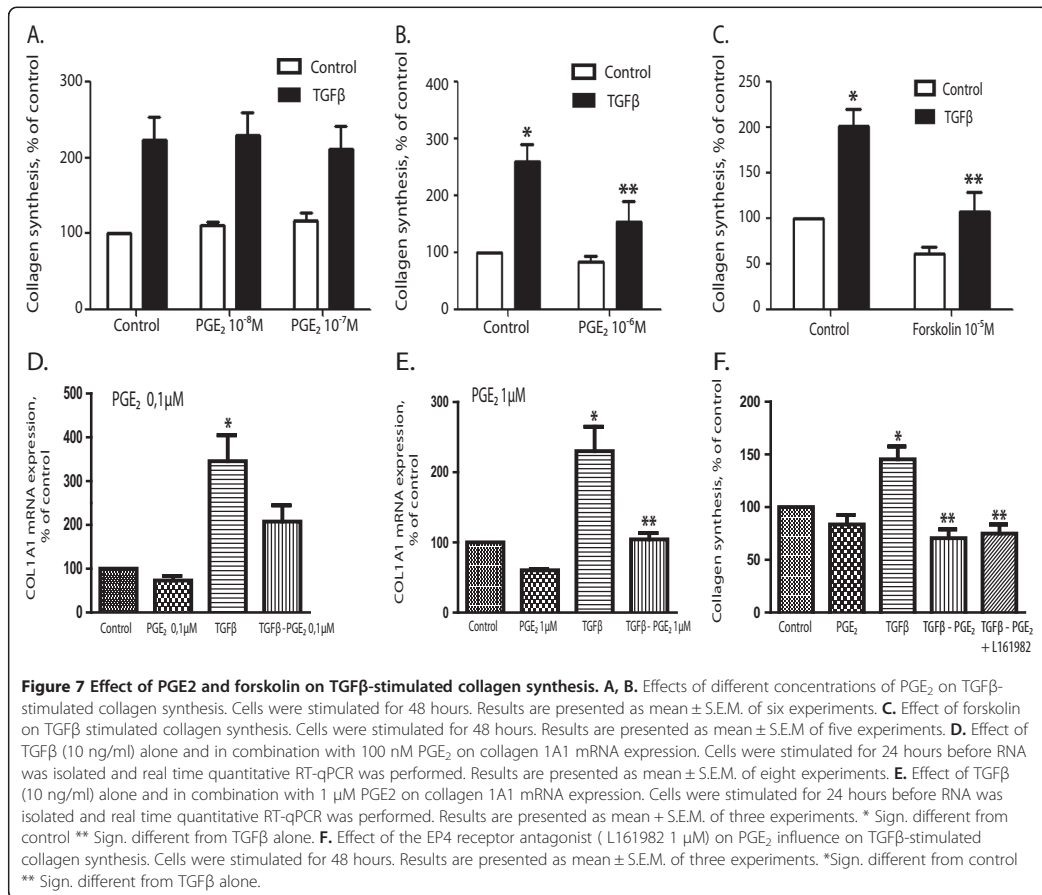 A.
Control
TGFβ
Collagen synthesis, % of control
300
200
100
0
Control
PGE₂ 10⁻⁸M
PGE₂ 10⁻⁷M
B.
Control
TGFβ
Collagen synthesis, % of control
400
300
200
100
0
*
**
Control
PGE₂ 10⁻⁶M
C.
Control
TGFβ
Collagen synthesis, % of control
250
200
150
100
50
0
*
**
Control
Forskolin 10⁻⁵M
D.
PGE₂ 0,1μM
COL1A1 mRNA expression,
% of control
500
400
300
200
100
0
*
Control
PGE₂ 0,1μM
TGFβ
TGFβ-PGE₂ 0,1μM
E.
PGE₂ 1μM
COL1A1 mRNA expression,
% of control
300
200
100
0
*
**
Control
PGE₂ 1μM
TGFβ
TGFβ- PGE₂ 1μM
F.
Collagen synthesis, % of control
200
150
100
50
0
*
**
**
Control
PGE₂
TGFβ
TGFβ - PGE₂
TGFβ - PGE₂
+ L161982
Figure 7 Effect of PGE2 and forskolin on TGFβ-stimulated collagen synthesis. A, B. Effects of different concentrations of PGE₂ on TGFβ-
stimulated collagen synthesis. Cells were stimulated for 48 hours. Results are presented as mean ± S.E.M. of six experiments. C. Effect of forskolin
on TGFβ stimulated collagen synthesis. Cells were stimulated for 48 hours. Results are presented as mean ± S.E.M of five experiments. D. Effect of
TGFβ (10 ng/ml) alone and in combination with 100 nM PGE₂ on collagen 1A1 mRNA expression. Cells were stimulated for 24 hours before RNA
was isolated and real time quantitative RT-qPCR was performed. Results are presented as mean ± S.E.M. of eight experiments. E. Effect of TGFβ
(10 ng/ml) alone and in combination with 1 μM PGE2 on collagen 1A1 mRNA expression. Cells were stimulated for 24 hours before RNA was
isolated and real time quantitative RT-qPCR was performed. Results are presented as mean + S.E.M. of three experiments. * Sign. different from
control ** Sign. different from TGFβ alone. F. Effect of the EP4 receptor antagonist ( L161982 1 μM) on PGE₂ influence on TGFβ-stimulated
collagen synthesis. Cells were stimulated for 48 hours. Results are presented as mean ± S.E.M. of three experiments. *Sign. different from control
** Sign. different from TGFβ alone.